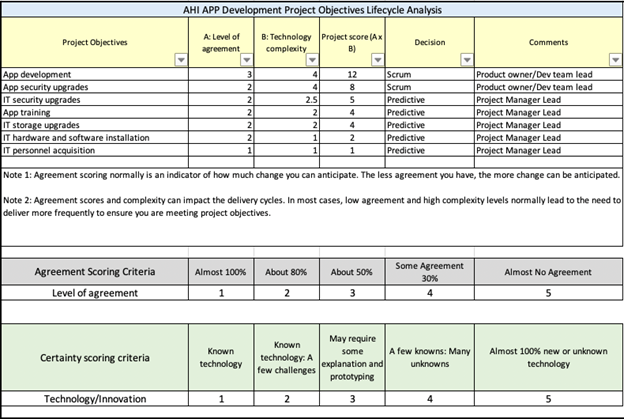 AHI APP Development Project Objectives Lifecycle Analysis
Project Objectives A: Level of agreement B: Technology complexity Project score (A x B) Decision Comments
App development 3 4 12 Scrum Product owner/Dev team lead
App security upgrades 2 4 8 Scrum Product owner/Dev team lead
IT security upgrades 2 2.5 5 Predictive Project Manager Lead
App training 2 2 4 Predictive Project Manager Lead
IT storage upgrades 2 2 4 Predictive Project Manager Lead
IT hardware and software installation 2 1 2 Predictive Project Manager Lead
IT personnel acquisition 1 1 1 Predictive Project Manager Lead
Note 1: Agreement scoring normally is an indicator of how much change you can anticipate. The less agreement you have, the more change can be anticipated.
Note 2: Agreement scores and complexity can impact the delivery cycles. In most cases, low agreement and high complexity levels normally lead to the need to
deliver more frequently to ensure you are meeting project objectives.
Agreement Scoring Criteria Almost 100% About 80% About 50% Some Agreement 30% Almost No Agreement
Level of agreement 1 2 3 4 5
Certainty scoring criteria Known technology Known technology: A few challenges May require some explanation and prototyping A few knowns: Many unknowns Almost 100% new or unknown technology
Technology/Innovation 1 2 3 4 5